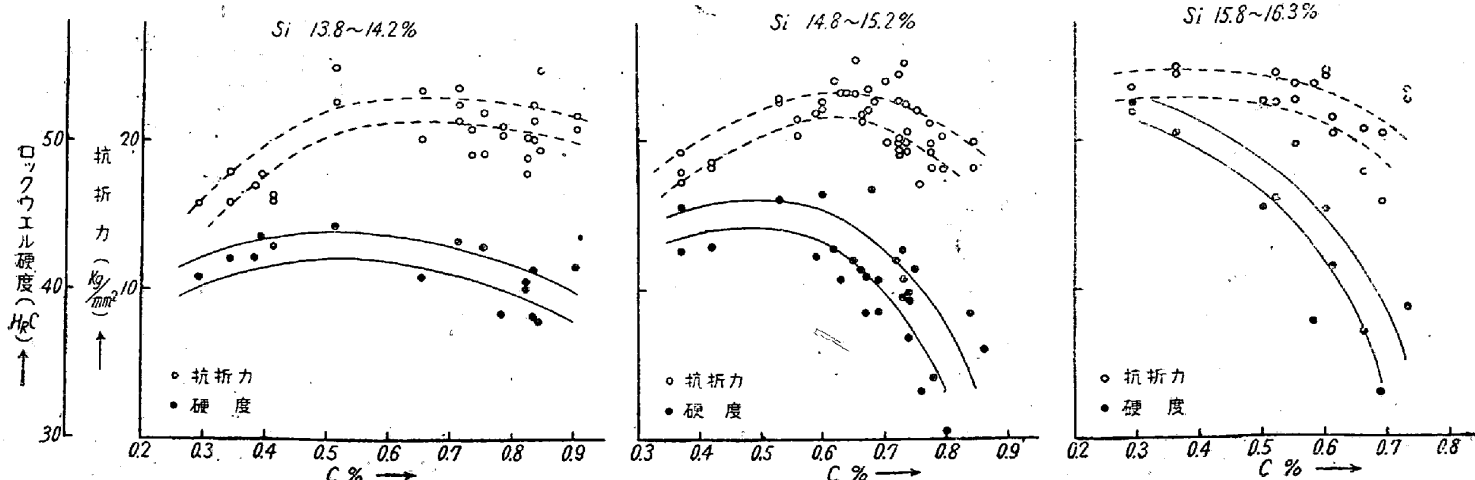 Si 13.8~14.2%
Si 14.8~15.2%
Si 15.8~16.3%
ロックウエル硬度(HRC) →
抗折力(kg/mm²) →
50
40
30
20
10
○ 抗折力
● 硬度
0.2 0.3 0.4 0.5 0.6 0.7 0.8 0.9
C % →
○ 抗折力
● 硬度
0.3 0.4 0.5 0.6 0.7 0.8 0.9
C % →
○ 抗折力
● 硬度
0.2 0.3 0.4 0.5 0.6 0.7 0.8
C % →